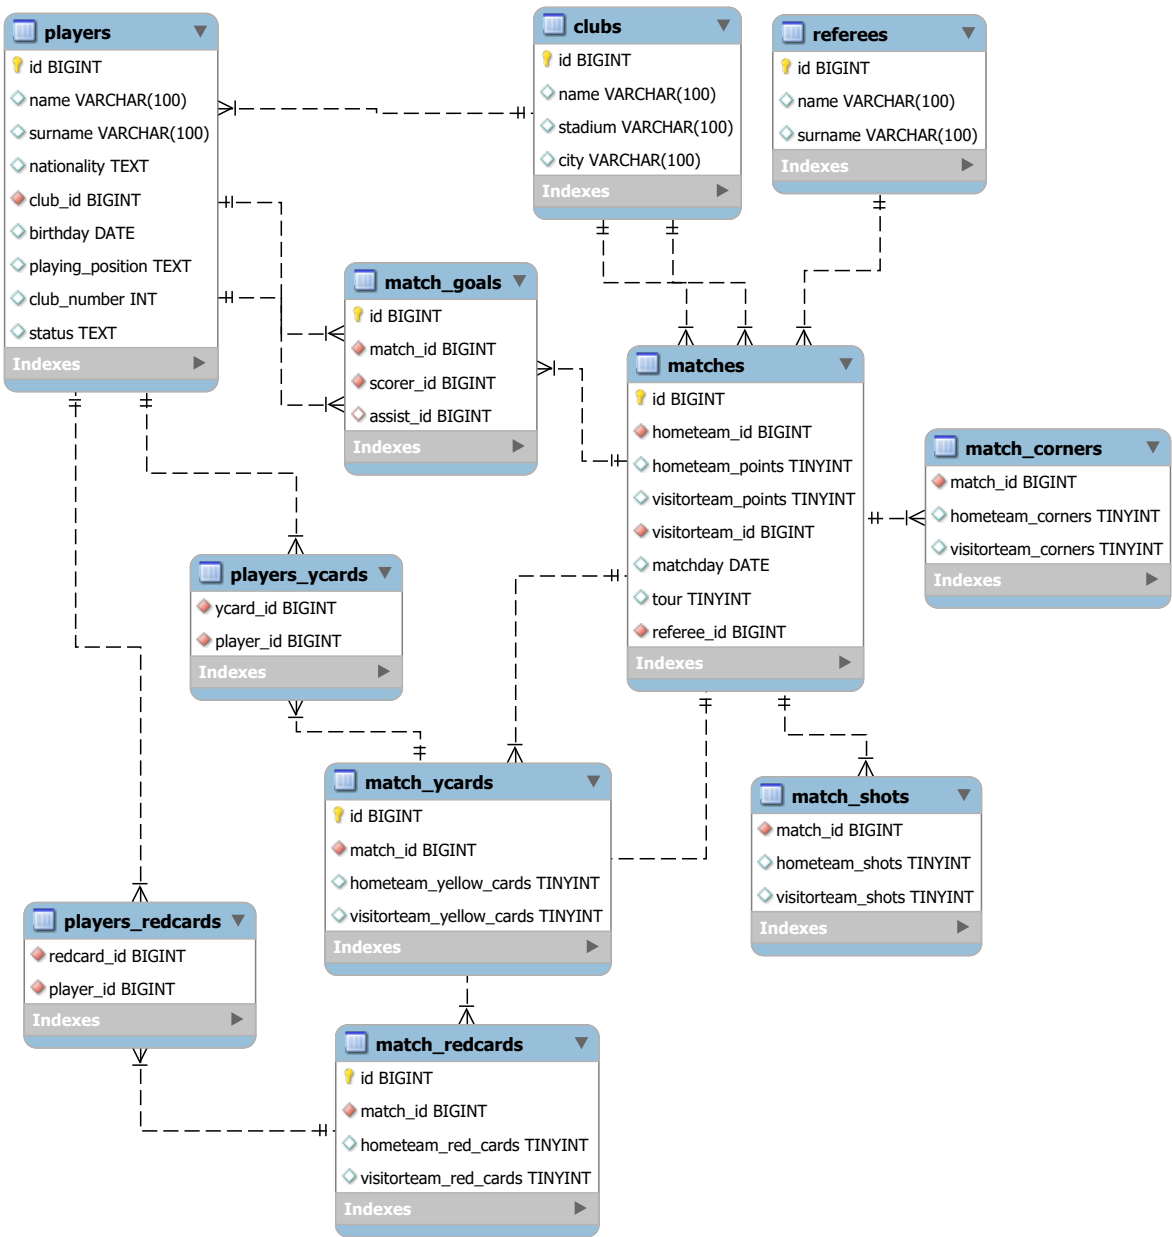 players
id BIGINT
name VARCHAR(100)
surname VARCHAR(100)
nationality TEXT
club_id BIGINT
birthday DATE
playing_position TEXT
club_number INT
status TEXT
Indexes
clubs
id BIGINT
name VARCHAR(100)
stadium VARCHAR(100)
city VARCHAR(100)
Indexes
referees
id BIGINT
name VARCHAR(100)
surname VARCHAR(100)
Indexes
match_goals
id BIGINT
match_id BIGINT
scorer_id BIGINT
assist_id BIGINT
Indexes
matches
id BIGINT
hometeam_id BIGINT
hometeam_points TINYINT
visitorteam_points TINYINT
visitorteam_id BIGINT
matchday DATE
tour TINYINT
referee_id BIGINT
Indexes
match_corners
match_id BIGINT
hometeam_corners TINYINT
visitorteam_corners TINYINT
Indexes
players_ycards
ycard_id BIGINT
player_id BIGINT
Indexes
match_ycards
id BIGINT
match_id BIGINT
hometeam_yellow_cards TINYINT
visitorteam_yellow_cards TINYINT
Indexes
match_shots
match_id BIGINT
hometeam_shots TINYINT
visitorteam_shots TINYINT
Indexes
players_redcards
redcard_id BIGINT
player_id BIGINT
Indexes
match_redcards
id BIGINT
match_id BIGINT
hometeam_red_cards TINYINT
visitorteam_red_cards TINYINT
Indexes